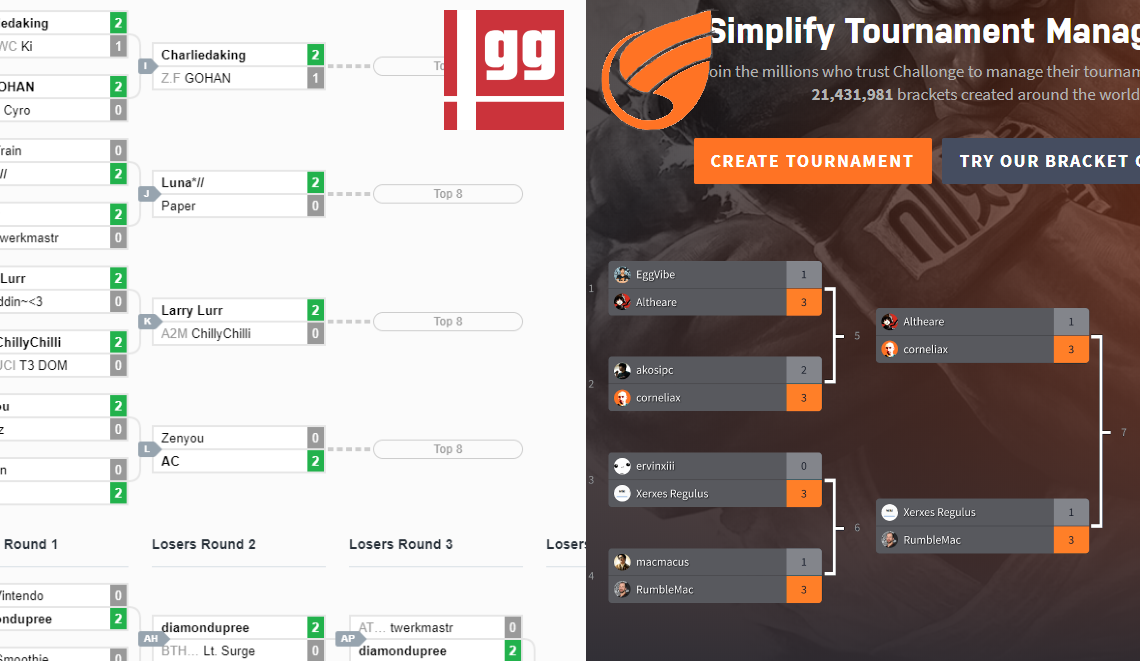 edaking 2
WC Ki 1
OHAN 2
Cyro 0
rain 0
// 2
2
werkmastr 0
Lurr 2
ddin~<3 0
ChillyChilli 2
UCI T3 DOM 0
ou 2
z 0
n 0
2
I
Charliedaking 2
Z.F GOHAN 1
To
J
Luna*// 2
Paper 0
Top 8
K
Larry Lurr 2
A2M ChillyChilli 0
Top 8
L
Zenyou 0
AC 2
Top 8
Round 1
Losers Round 2
Losers Round 3
Losers
intendo 0
ondupree 2
Smoothie 0
AH
diamondupree 2
BTH... Lt. Surge 0
AP
AT... twerkmastr 0
diamondupree 2
gg
Simplify Tournament Manag
oin the millions who trust Challonge to manage their tournam
21,431,981 brackets created around the world
CREATE TOURNAMENT
TRY OUR BRACKET
1
EggVibe 1
Altheare 3
2
akosipc 2
corneliax 3
3
ervinxiii 0
Xerxes Regulus 3
4
macmacus 1
RumbleMac 3
5
Altheare 1
corneliax 3
6
Xerxes Regulus 1
RumbleMac 3
7